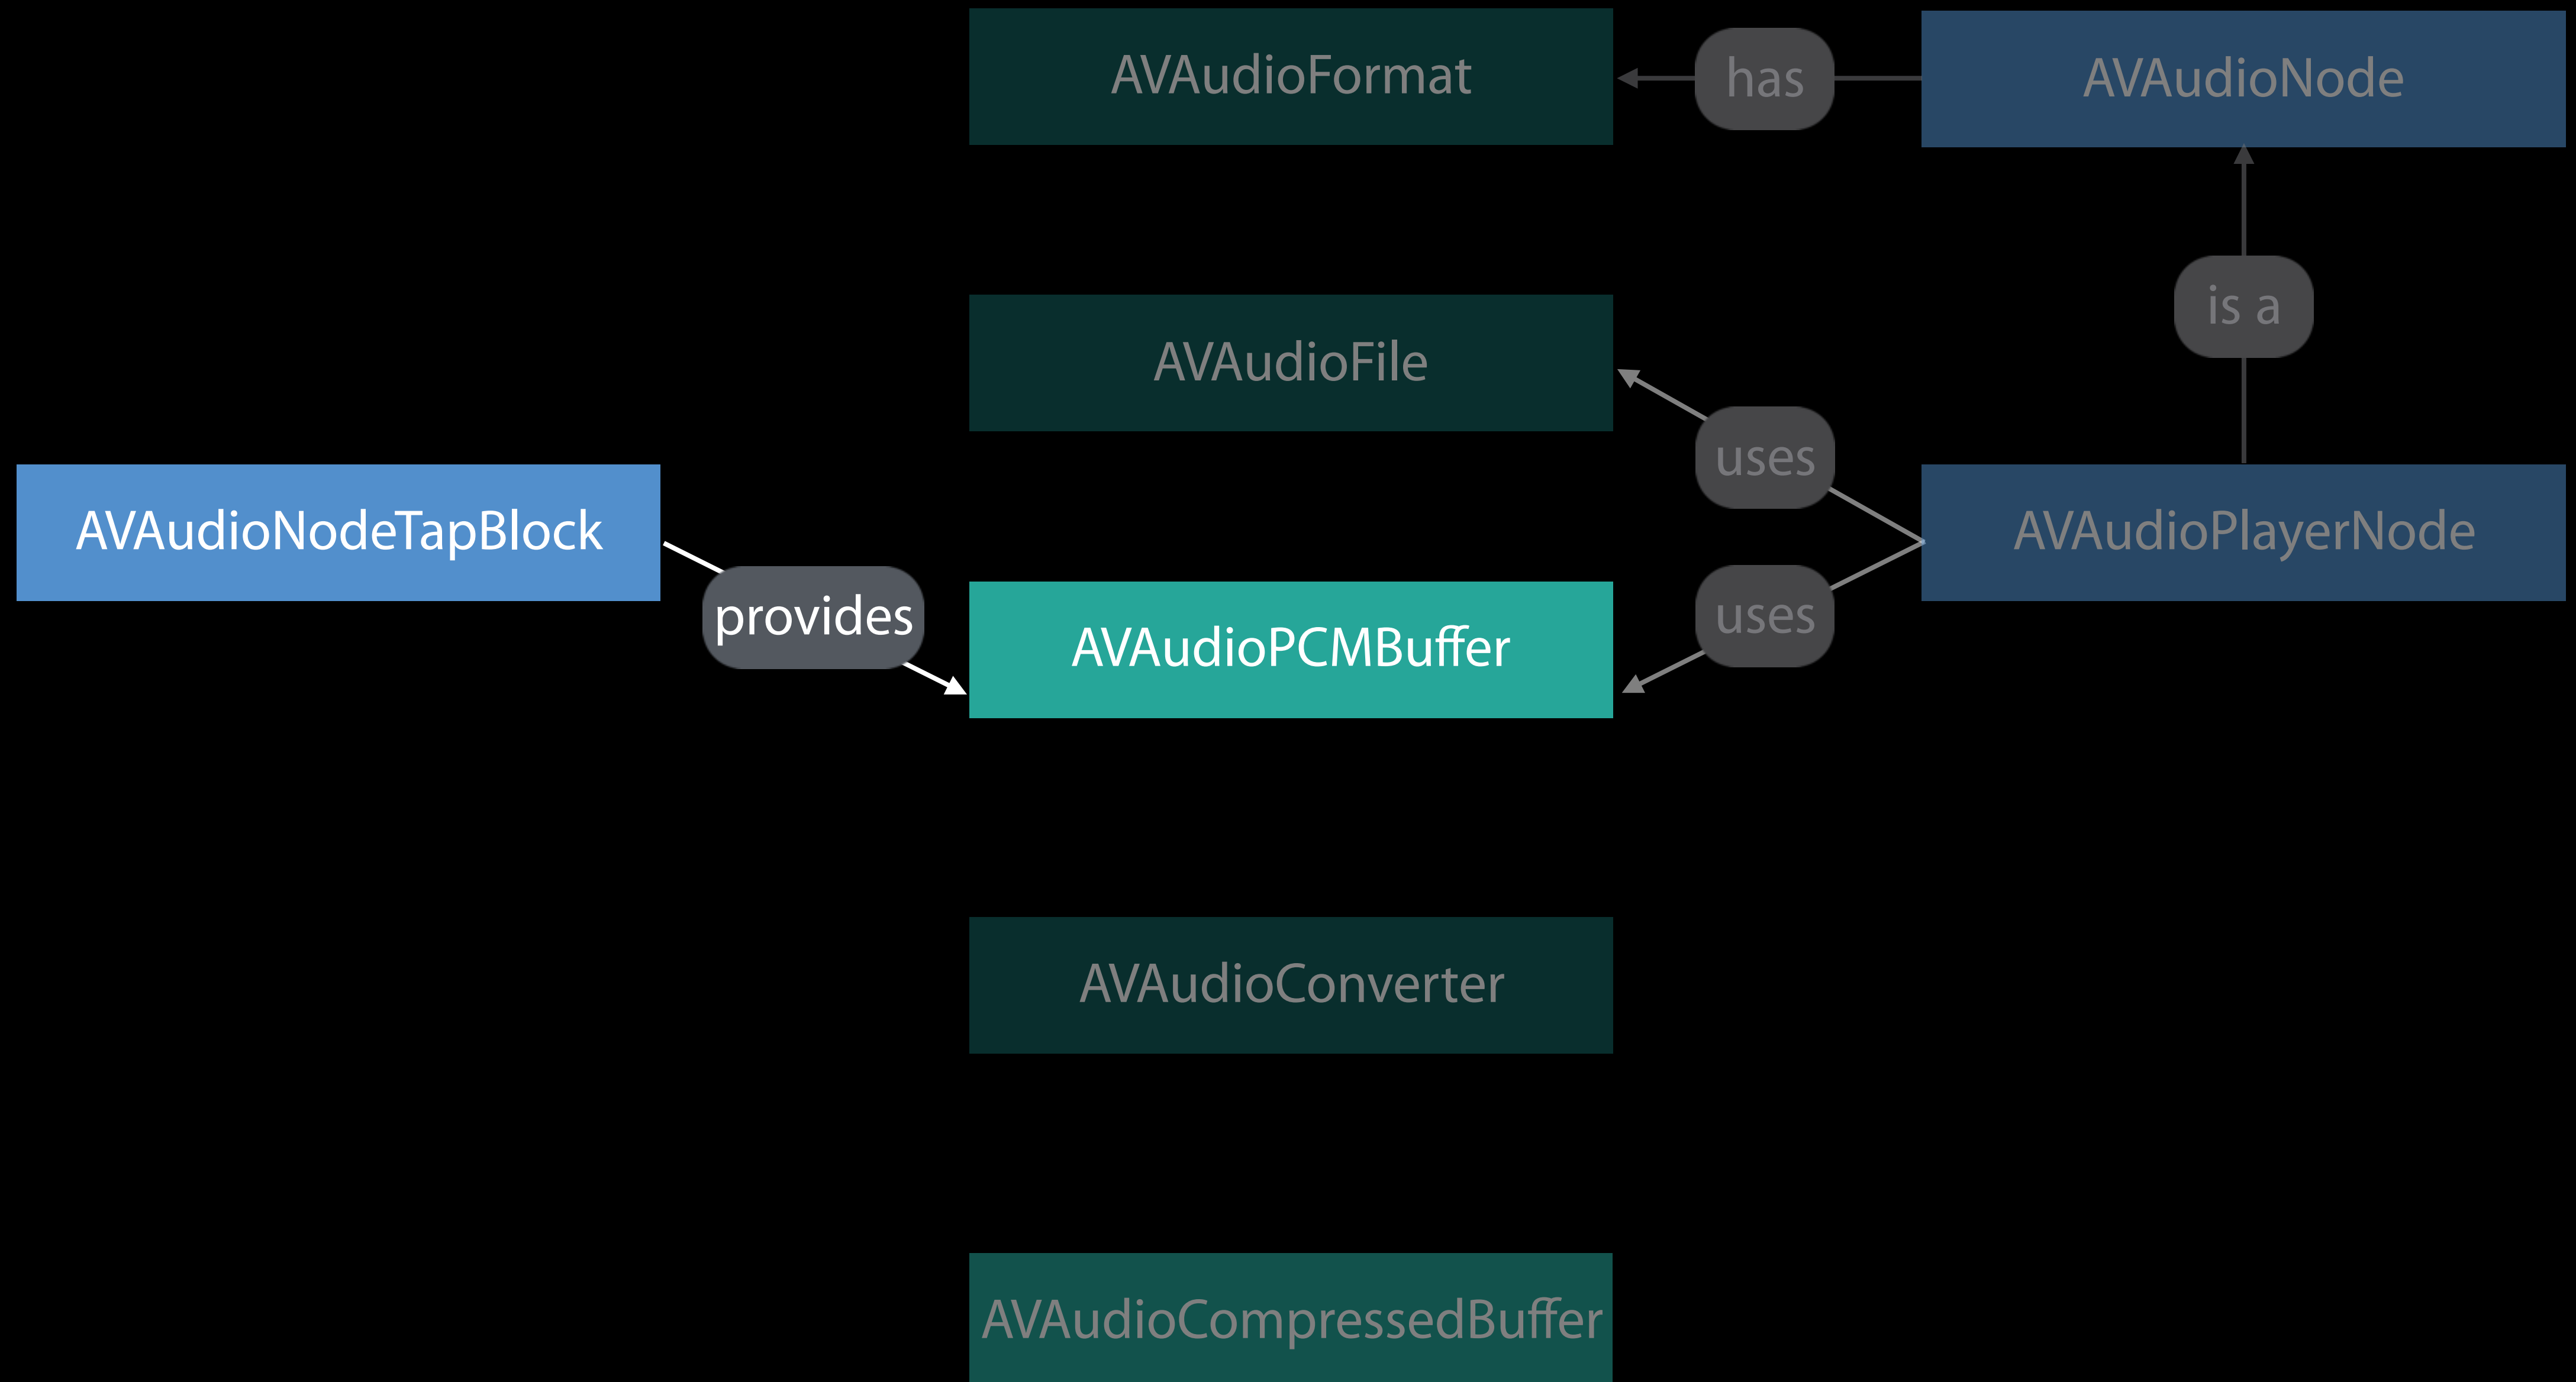 AVAudioFormat
has
AVAudioNode
is a
AVAudioFile
uses
AVAudioNodeTapBlock
AVAudioPlayerNode
provides
uses
AVAudioPCMBuffer
AVAudioConverter
AVAudioCompressedBuffer